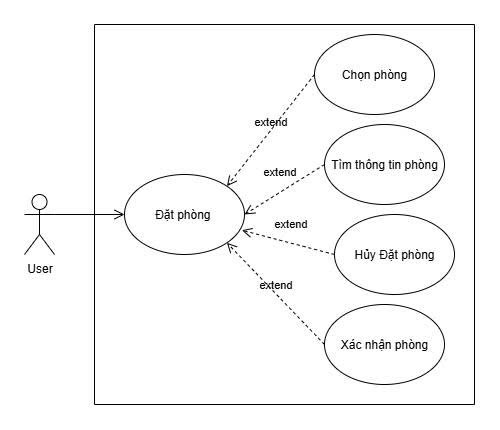 Chọn phòng
extend
Tìm thông tin phòng
extend
Đặt phòng
extend
Hủy Đặt phòng
User
extend
Xác nhận phòng